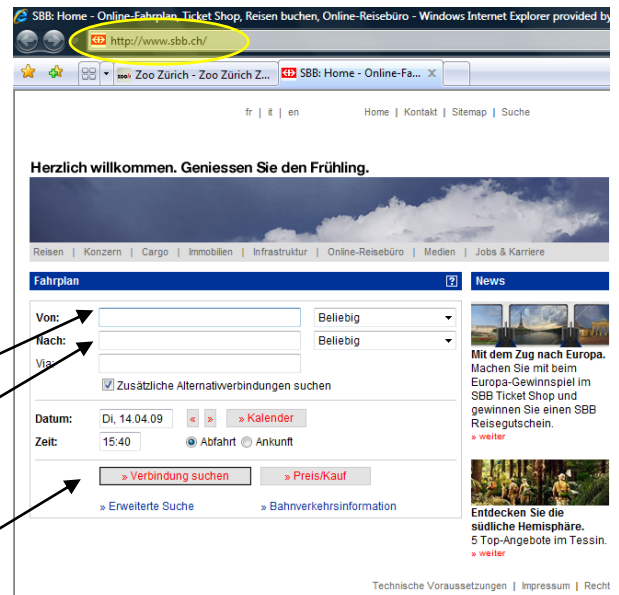 SBB: Home - Online-Fahrplan, Ticket Shop, Reisen buchen, Online-Reisebüro - Windows Internet Explorer provided by
http://www.sbb.ch/
Zoo Zürich - Zoo Zürich Z... SBB: Home - Online-Fa... X
fr | it | en Home | Kontakt | Sitemap | Suche
Herzlich willkommen. Geniessen Sie den Frühling.
Reisen | Konzern | Cargo | Immobilien | Infrastruktur | Online-Reisebüro | Medien | Jobs & Karriere
Fahrplan ?
Von: Beliebig
Nach: Beliebig
Via:
Zusätzliche Alternativverbindungen suchen
Datum: Di, 14.04.09 « » » Kalender
Zeit: 15:40 Abfahrt Ankunft
» Verbindung suchen » Preis/Kauf
» Erweiterte Suche » Bahnverkehrsinformation
News
Mit dem Zug nach Europa.
Machen Sie mit beim
Europa-Gewinnspiel im
SBB Ticket Shop und
gewinnen Sie einen SBB
Reisegutschein.
» weiter
Entdecken Sie die
südliche Hemisphäre.
5 Top-Angebote im Tessin.
» weiter
Technische Voraussetzungen | Impressum | Recht